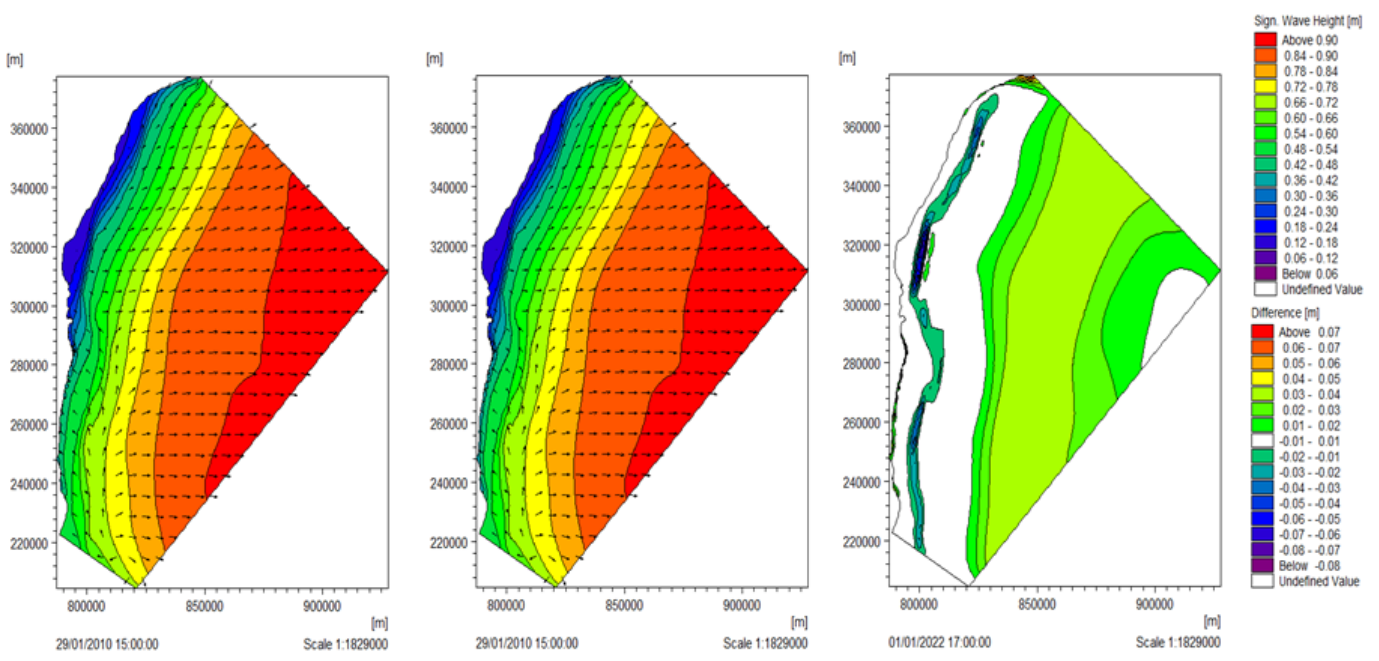 [m]
360000
340000
320000
300000
280000
260000
240000
220000
800000 850000 900000
[m]
29/01/2010 15:00:00 Scale 1:1829000
[m]
360000
340000
320000
300000
280000
260000
240000
220000
800000 850000 900000
[m]
29/01/2010 15:00:00 Scale 1:1829000
[m]
360000
340000
320000
300000
280000
260000
240000
220000
800000 850000 900000
[m]
01/01/2022 17:00:00 Scale 1:1829000
Sign. Wave Height [m]
Above 0.90
0.84 - 0.90
0.78 - 0.84
0.72 - 0.78
0.66 - 0.72
0.60 - 0.66
0.54 - 0.60
0.48 - 0.54
0.42 - 0.48
0.36 - 0.42
0.30 - 0.36
0.24 - 0.30
0.18 - 0.24
0.12 - 0.18
0.06 - 0.12
Below 0.06
Undefined Value
Difference [m]
Above 0.07
0.06 - 0.07
0.05 - 0.06
0.04 - 0.05
0.03 - 0.04
0.02 - 0.03
0.01 - 0.02
-0.01 - 0.01
-0.02 - -0.01
-0.03 - -0.02
-0.04 - -0.03
-0.05 - -0.04
-0.06 - -0.05
-0.07 - -0.06
-0.08 - -0.07
Below -0.08
Undefined Value